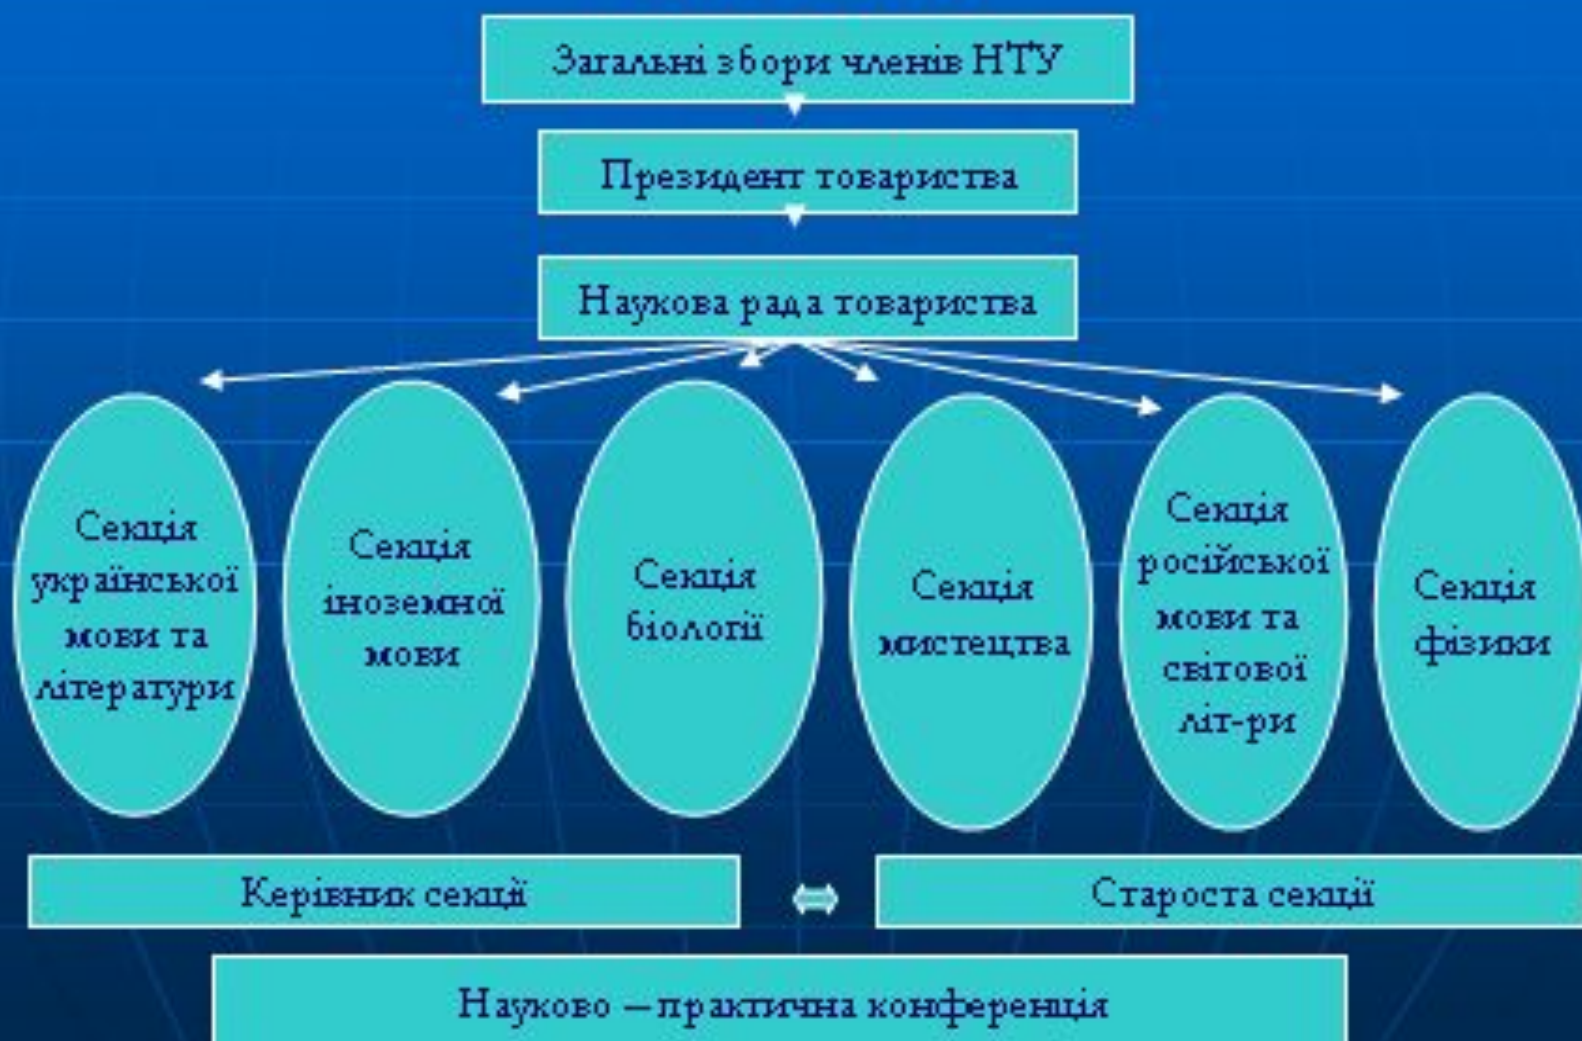 Загальні збори членів НТУ
Президент товариства
Наукова рада товариства
Секція
української
мови та
літератури
Секція
іноземної
мови
Секція
біології
Секція
мистецтва
Секція
російської
мови та
світової
літ-ри
Секція
фізики
Керівник секції
Староста секції
Науково – практична конференція